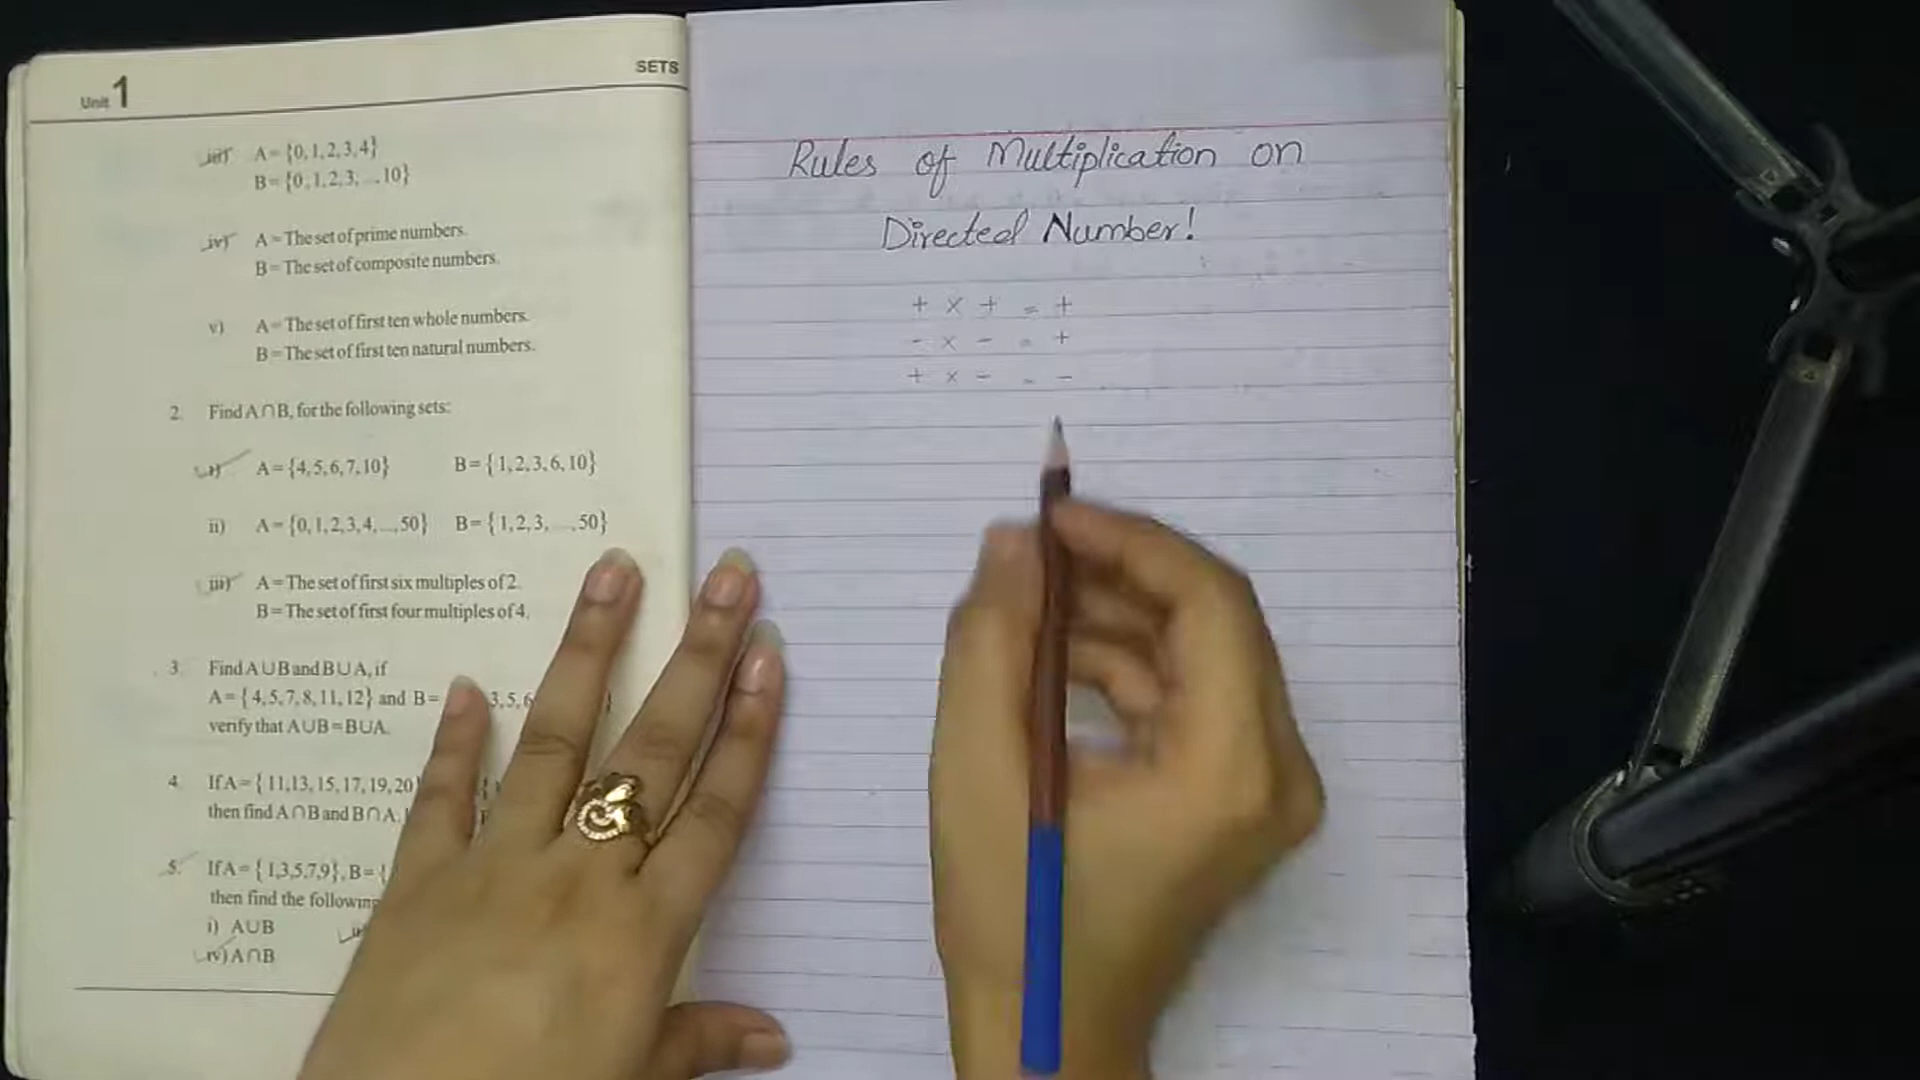 Unit 1
SETS
iii) A = {0, 1, 2, 3, 4}
B = {0, 1, 2, 3, ... 10}
iv) A = The set of prime numbers.
B = The set of composite numbers.
v) A = The set of first ten whole numbers.
B = The set of first ten natural numbers.
2. Find A∩B, for the following sets:
i) A = {4, 5, 6, 7, 10} B = {1, 2, 3, 6, 10}
ii) A = {0, 1, 2, 3, 4, ..., 50} B = {1, 2, 3, ..., 50}
iii) A = The set of first six multiples of 2.
B = The set of first four multiples of 4.
3. Find A∪B and B∪A, if
A = {4, 5, 7, 8, 11, 12} and B = 3, 5, 6 }
verify that A∪B = B∪A.
4. If A = {11, 13, 15, 17, 19, 20
then find A∩B and B∩A.
5. If A = {1,3,5,7,9}, B = {
then find the following
i) A∪B
iv) A∩B
Rules of Multiplication on
Directed Number!
+ × + = +
- × - = +
+ × - = -